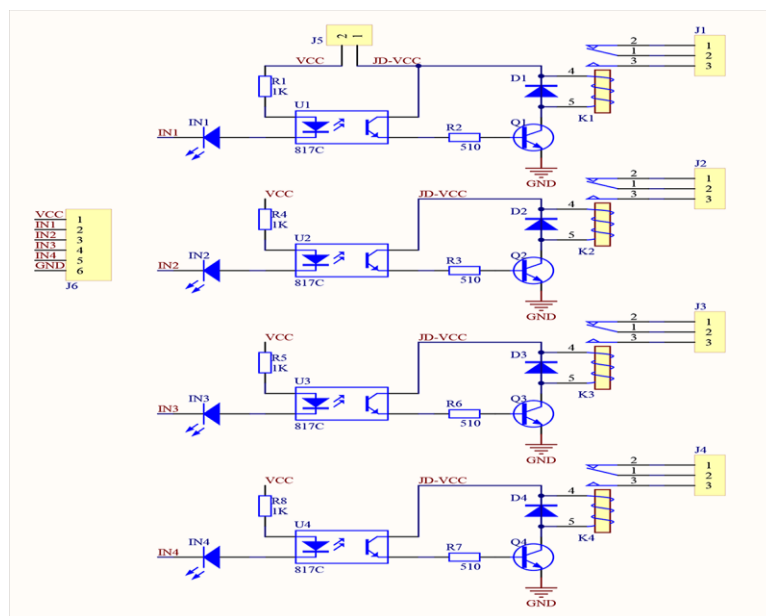 J5
2 1
VCC JD-VCC
R1
1K
U1
IN1
IN1
817C
R2
510
D1
Q1
GND
4
5
K1
2
1
3
J1
1
2
3
VCC
R4
1K
U2
IN2
IN2
817C
JD-VCC
R3
510
D2
Q2
GND
4
5
K2
2
1
3
J2
1
2
3
VCC 1
IN1 2
IN2 3
IN3 4
IN4 5
GND 6
J6
VCC
R5
1K
U3
IN3
IN3
817C
JD-VCC
R6
510
D3
Q3
GND
4
5
K3
2
1
3
J3
1
2
3
VCC
R8
1K
U4
IN4
IN4
817C
JD-VCC
R7
510
D4
Q4
GND
4
5
K4
2
1
3
J4
1
2
3